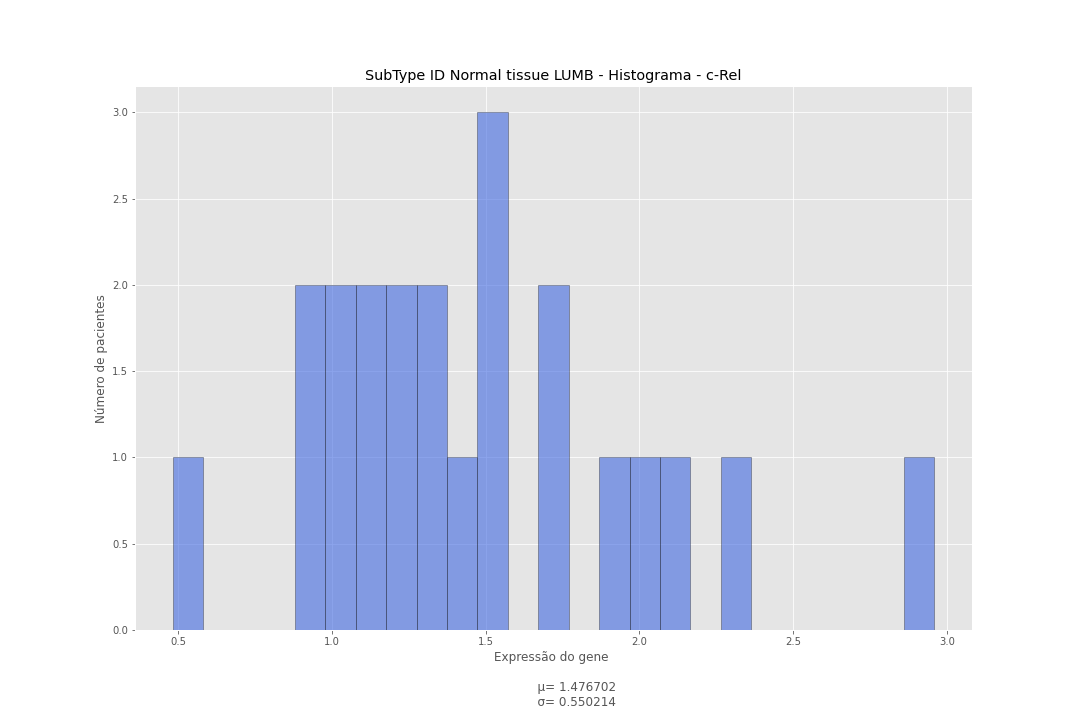 SubType ID Normal tissue LUMB - Histograma - c-Rel
3.0
2.5
2.0
1.5
1.0
0.5
0.0
Número de pacientes
0.5 1.0 1.5 2.0 2.5 3.0
Expressão do gene
μ= 1.476702
σ= 0.550214